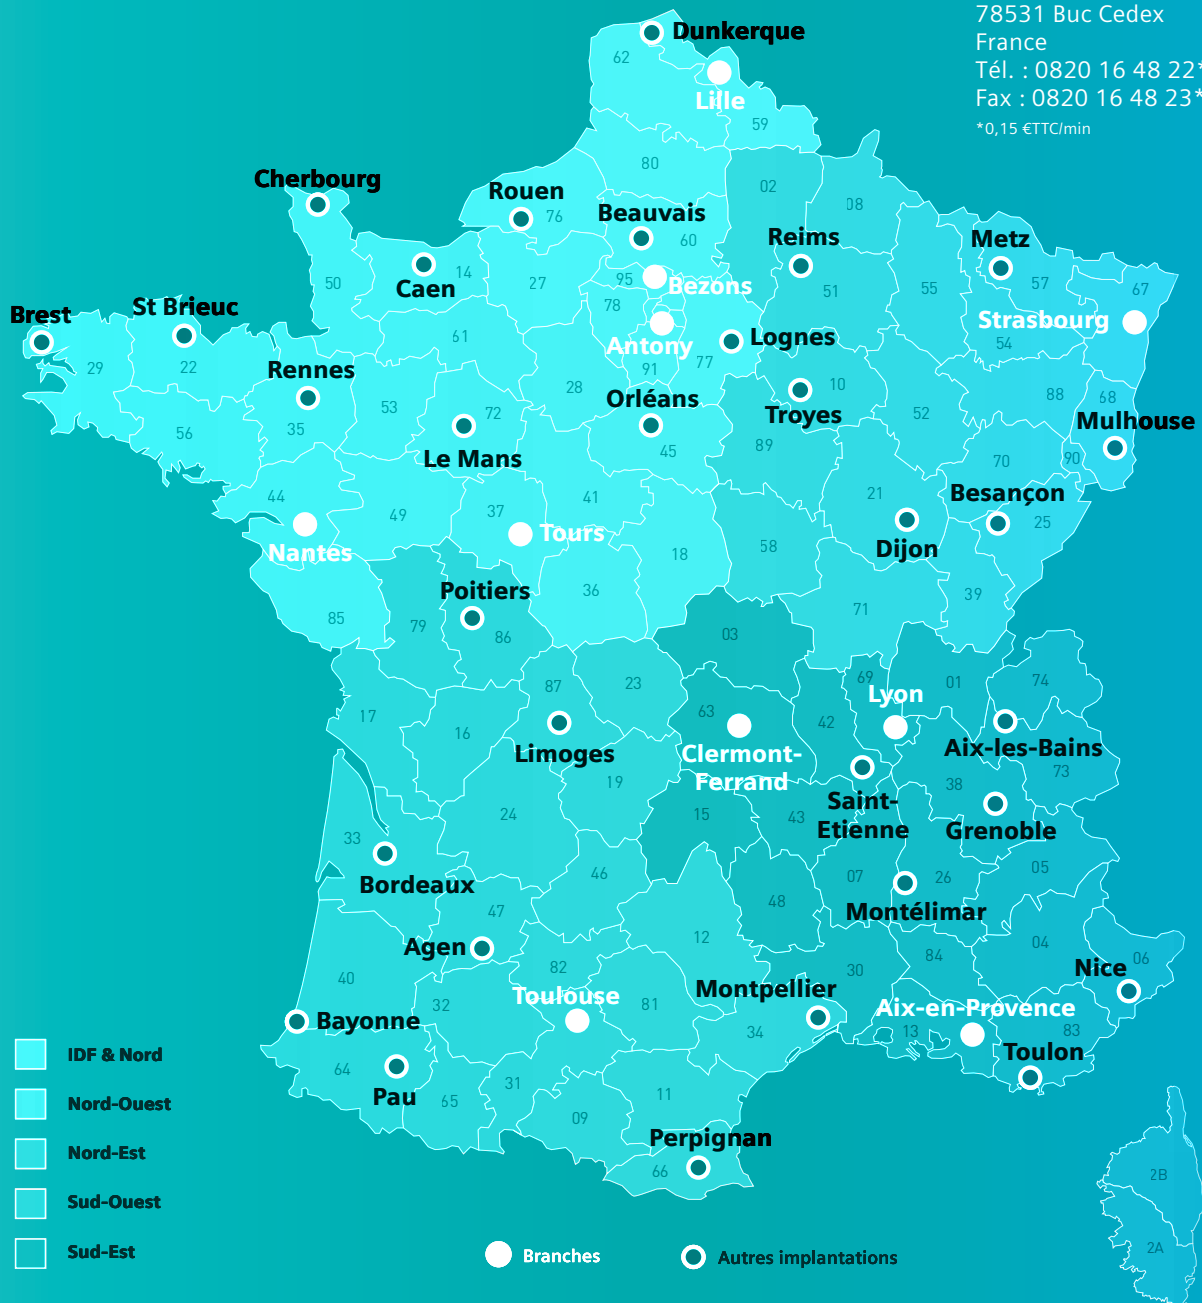 78531 Buc Cedex
France
Tél. : 0820 16 48 22*
Fax : 0820 16 48 23*
*0,15 €TTC/min
Dunkerque
62
Lille
59
80
02
08
Cherbourg
Rouen
76
Beauvais
60
Reims
Metz
50
14
Caen
27
95
Bezons
51
55
57
67
78
Strasbourg
54
Brest
St Brieuc
61
Antony
Lognes
91
77
29
22
Rennes
53
28
Orléans
10
Troyes
52
88
68
Mulhouse
56
35
72
Le Mans
45
89
70
90
Besançon
44
49
37
41
21
25
Nantes
Tours
18
58
Dijon
Poitiers
36
85
79
86
03
71
39
87
23
69
Lyon
01
74
17
16
Limoges
63
Clermont-
Ferrand
42
Aix-les-Bains
73
19
38
24
15
43
Saint-
Etienne
Grenoble
33
Bordeaux
46
48
07
26
05
Montélimar
47
Agen
12
04
40
82
84
06
Nice
30
Toulouse
Montpellier
32
81
Aix-en-Provence
Bayonne
34
13
83
Toulon
64
Pau
65
31
09
11
Perpignan
66
2B
2A
IDF & Nord
Nord-Ouest
Nord-Est
Sud-Ouest
Sud-Est
Branches
Autres implantations